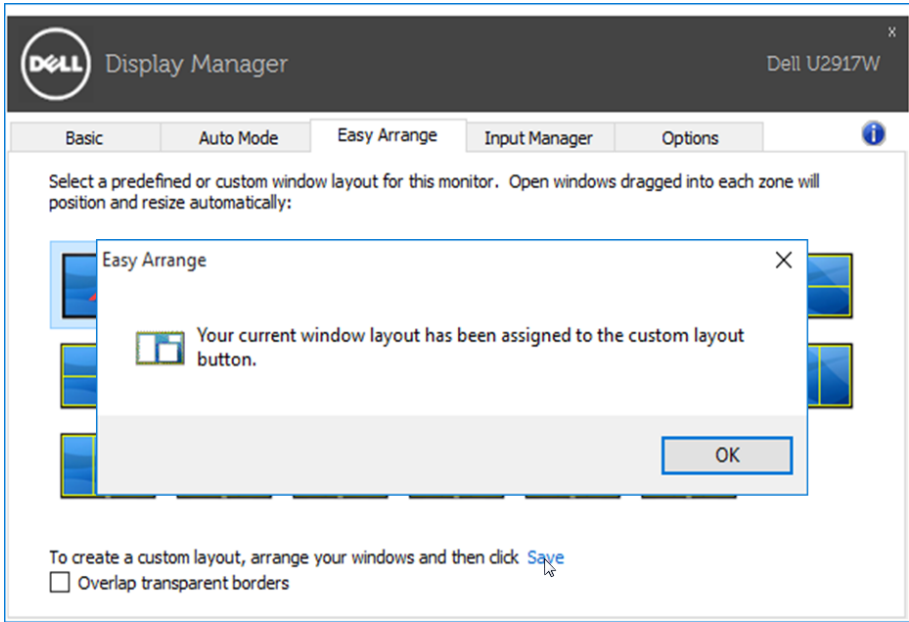 DELL Display Manager
x
Dell U2917W
Basic Auto Mode Easy Arrange Input Manager Options i
Select a predefined or custom window layout for this monitor. Open windows dragged into each zone will
position and resize automatically:
Easy Arrange
Your current window layout has been assigned to the custom layout
button.
OK
To create a custom layout, arrange your windows and then click Save
Overlap transparent borders